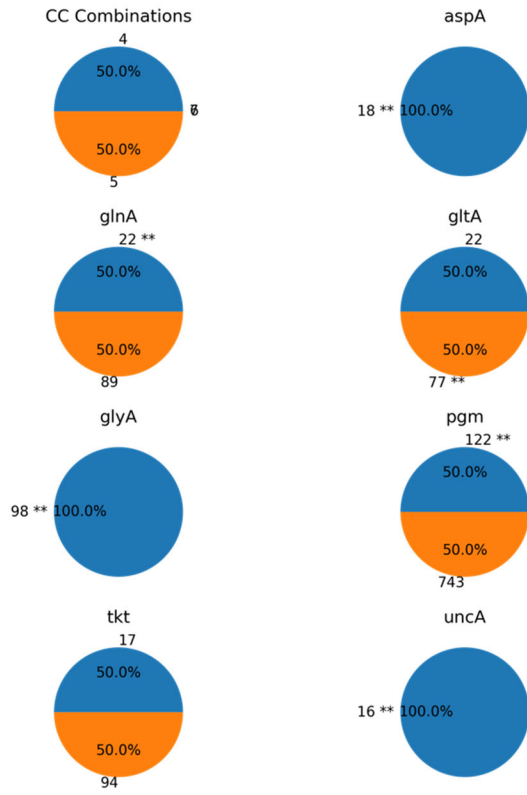 CC Combinations
4
50.0%
50.0%
5
aspA
18 ** 100.0%
glnA
22 **
50.0%
50.0%
89
gltA
22
50.0%
50.0%
77 **
glyA
98 ** 100.0%
pgm
122 **
50.0%
50.0%
743
tkt
17
50.0%
50.0%
94
uncA
16 ** 100.0%